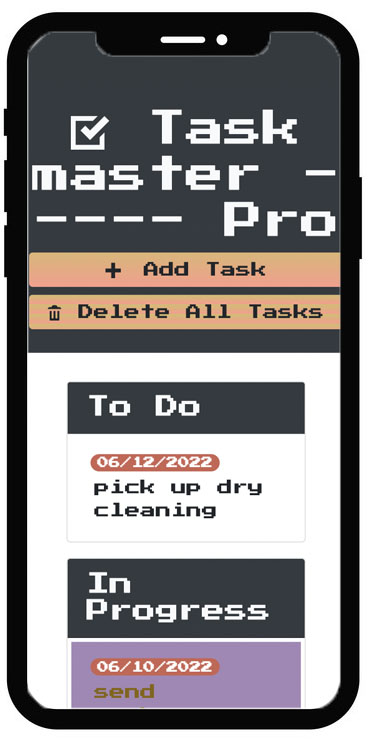 Task
master -
---- Pro
+ Add Task
Delete All Tasks
To Do
06/12/2022
pick up dry
cleaning
In
Progress
06/10/2022
send